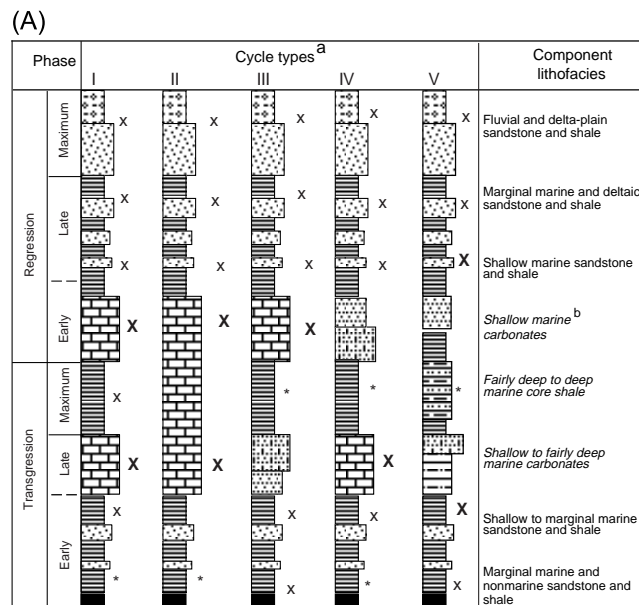 (A)
Phase
Cycle types a
Component
lithofacies
I II III IV V
Regression
Maximum
Late
Early
Transgression
Maximum
Late
Early
x x x x x
x x x x x
x x x x X
X X X
x * * *
X X X
x x x X
* * x * x
Fluvial and delta-plain
sandstone and shale
Marginal marine and deltaic
sandstone and shale
Shallow marine sandstone
and shale
Shallow marine b
carbonates
Fairly deep to deep
marine core shale
Shallow to fairly deep
marine carbonates
Shallow to marginal marine
sandstone and shale
Marginal marine and
nonmarine sandstone and
shale